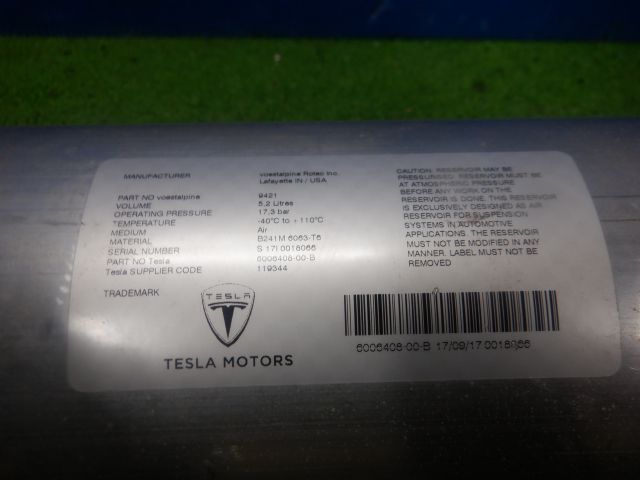 MANUFACTURER voestalpine Rotec Inc.
Lafayette IN / USA
PART NO voestalpine 9421
VOLUME 5,2 Litres
OPERATING PRESSURE 17,3 bar
TEMPERATURE -40°C to +110°C
MEDIUM Air
MATERIAL B241M 6063-T6
SERIAL NUMBER S 17I 0018066
PART NO Tesla 6006408-00-B
Tesla SUPPLIER CODE 119344
TRADEMARK
TESLA
TESLA MOTORS
CAUTION. RESERVOIR MAY BE
PRESSURISED. RESERVOIR MUST BE
AT ATMOSPHERIC PRESSURE
BEFORE ANY WORK ON THE
RESERVOIR IS DONE. THIS RESERVOIR
IS EXCLUSIVELY DESIGNED AS AIR
RESERVOIR FOR SUSPENSION
SYSTEMS IN AUTOMOTIVE
APPLICATIONS. THE RESERVOIR
MUST NOT BE MODIFIED IN ANY
MANNER. LABEL MUST NOT BE
REMOVED
6006408-00-B 17/09/17 0018066